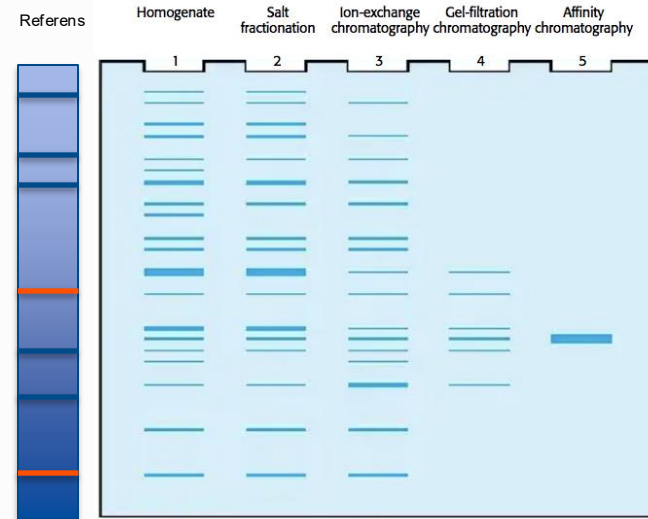 Referens
Homogenate
Salt
fractionation
Ion-exchange
chromatography
Gel-filtration
chromatography
Affinity
chromatography
1
2
3
4
5